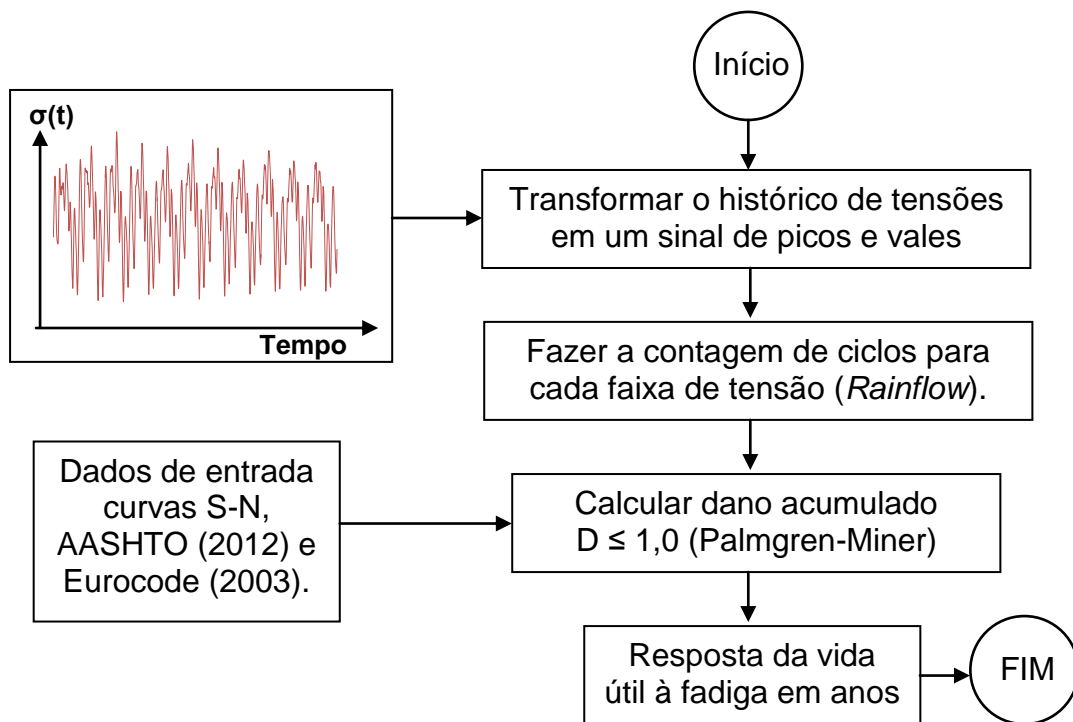 Início
σ(t)
Tempo
Transformar o histórico de tensões
em um sinal de picos e vales
Fazer a contagem de ciclos para
cada faixa de tensão (Rainflow).
Dados de entrada
curvas S-N,
AASHTO (2012) e
Eurocode (2003).
Calcular dano acumulado
D ≤ 1,0 (Palmgren-Miner)
Resposta da vida
útil à fadiga em anos
FIM